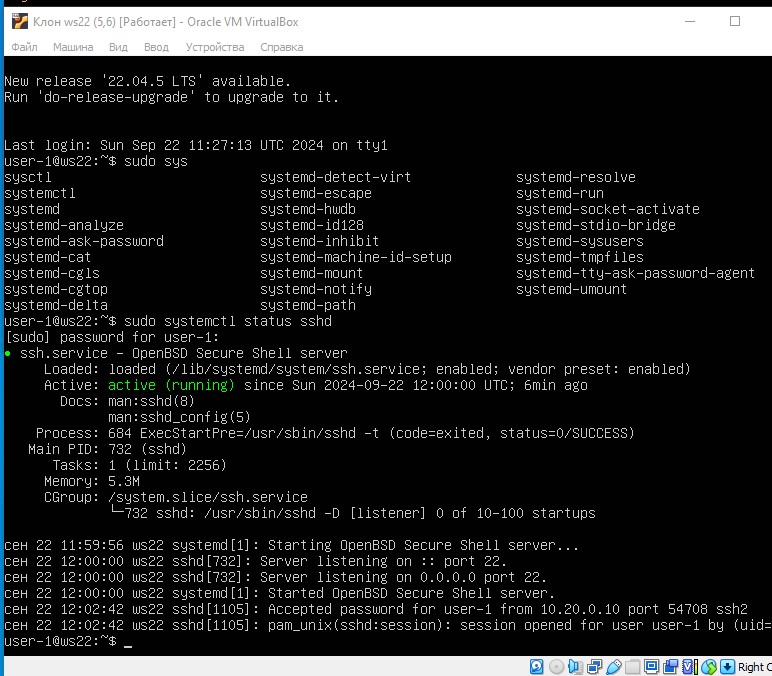 Клон ws22 (5,6) [Работает] - Oracle VM VirtualBox
Файл Машина Вид Ввод Устройства Справка
New release '22.04.5 LTS' available.
Run 'do-release-upgrade' to upgrade to it.
Last login: Sun Sep 22 11:27:13 UTC 2024 on tty1
user-1@ws22:~$ sudo sys
sysctl systemd-detect-virt systemd-resolve
systemctl systemd-escape systemd-run
systemd systemd-hwdb systemd-socket-activate
systemd-analyze systemd-id128 systemd-stdio-bridge
systemd-ask-password systemd-inhibit systemd-sysusers
systemd-cat systemd-machine-id-setup systemd-tmpfiles
systemd-cgls systemd-mount systemd-tty-ask-password-agent
systemd-cgtop systemd-notify systemd-umount
systemd-delta systemd-path
user-1@ws22:~$ sudo systemctl status sshd
[sudo] password for user-1:
● ssh.service - OpenBSD Secure Shell server
Loaded: loaded (/lib/systemd/system/ssh.service; enabled; vendor preset: enabled)
Active: active (running) since Sun 2024-09-22 12:00:00 UTC; 6min ago
Docs: man:sshd(8)
man:sshd_config(5)
Process: 684 ExecStartPre=/usr/sbin/sshd -t (code=exited, status=0/SUCCESS)
Main PID: 732 (sshd)
Tasks: 1 (limit: 2256)
Memory: 5.3M
CGroup: /system.slice/ssh.service
└─732 sshd: /usr/sbin/sshd -D [listener] 0 of 10-100 startups
сен 22 11:59:56 ws22 systemd[1]: Starting OpenBSD Secure Shell server...
сен 22 12:00:00 ws22 sshd[732]: Server listening on :: port 22.
сен 22 12:00:00 ws22 sshd[732]: Server listening on 0.0.0.0 port 22.
сен 22 12:00:00 ws22 systemd[1]: Started OpenBSD Secure Shell server.
сен 22 12:02:42 ws22 sshd[1105]: Accepted password for user-1 from 10.20.0.10 port 54708 ssh2
сен 22 12:02:42 ws22 sshd[1105]: pam_unix(sshd:session): session opened for user user-1 by (uid=
user-1@ws22:~$ _
Right C